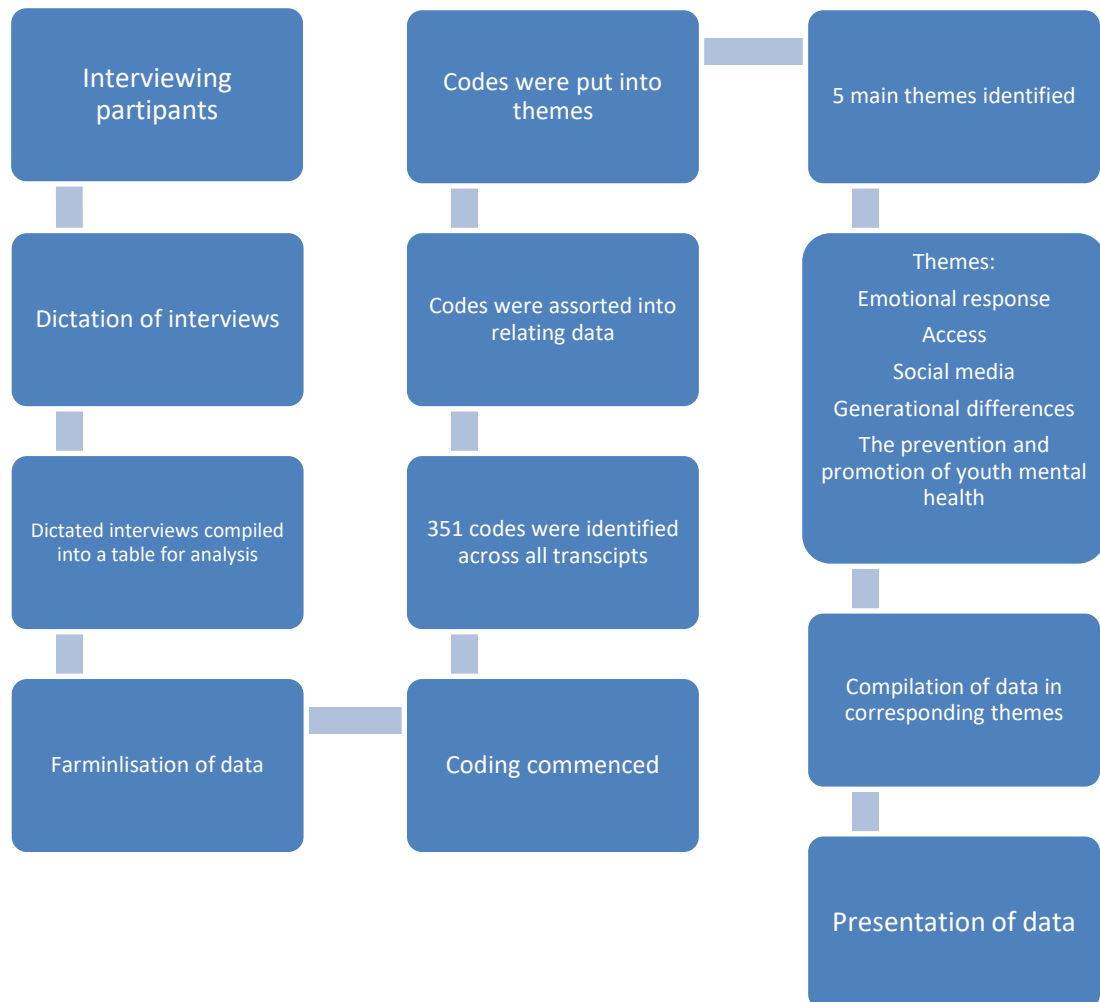 Interviewing
partipants
Dictation of interviews
Dictated interviews compiled
into a table for analysis
Farminlisation of data
Coding commenced
351 codes were identified
across all transcipts
Codes were assorted into
relating data
Codes were put into
themes
5 main themes identified
Themes:
Emotional response
Access
Social media
Generational differences
The prevention and
promotion of youth mental
health
Compilation of data in
corresponding themes
Presentation of data